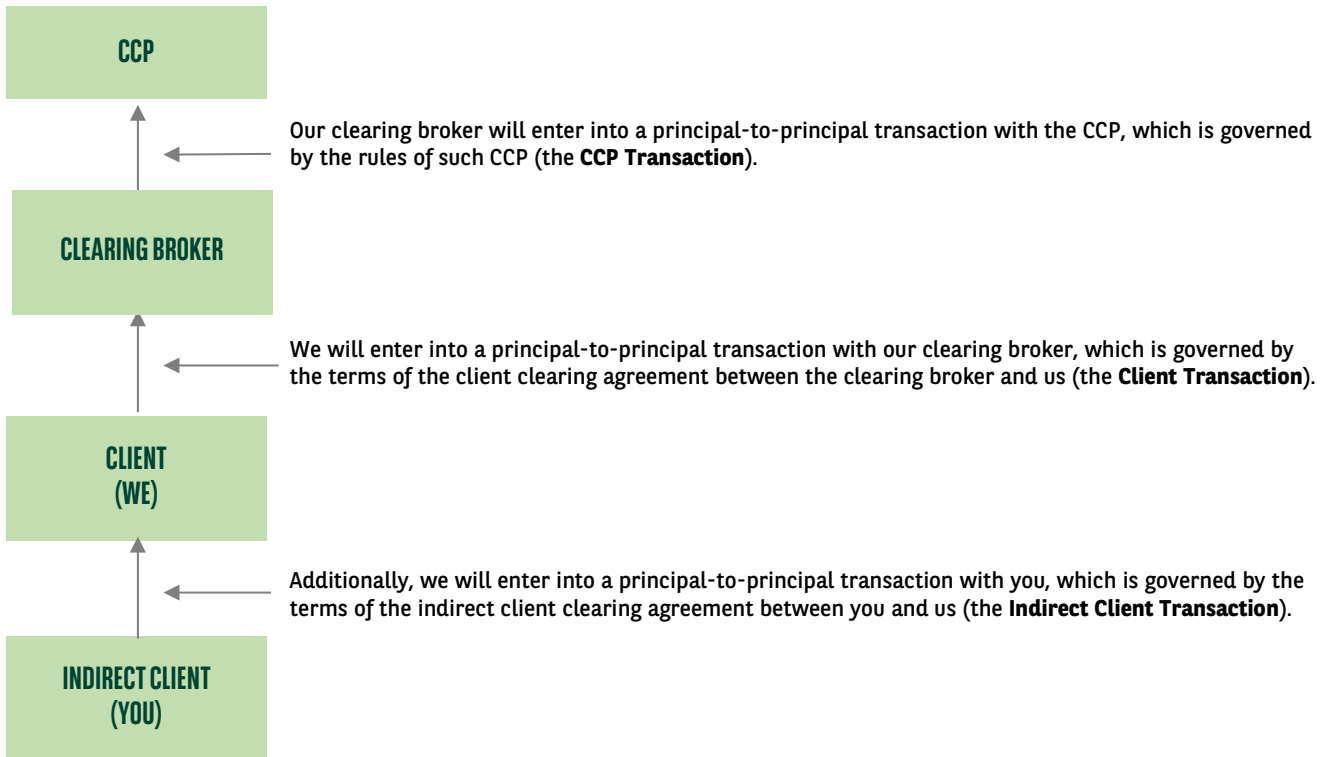 CCP
Our clearing broker will enter into a principal-to-principal transaction with the CCP, which is governed
by the rules of such CCP (the CCP Transaction).
CLEARING BROKER
We will enter into a principal-to-principal transaction with our clearing broker, which is governed by
the terms of the client clearing agreement between the clearing broker and us (the Client Transaction).
CLIENT
(WE)
Additionally, we will enter into a principal-to-principal transaction with you, which is governed by the
terms of the indirect client clearing agreement between you and us (the Indirect Client Transaction).
INDIRECT CLIENT
(YOU)